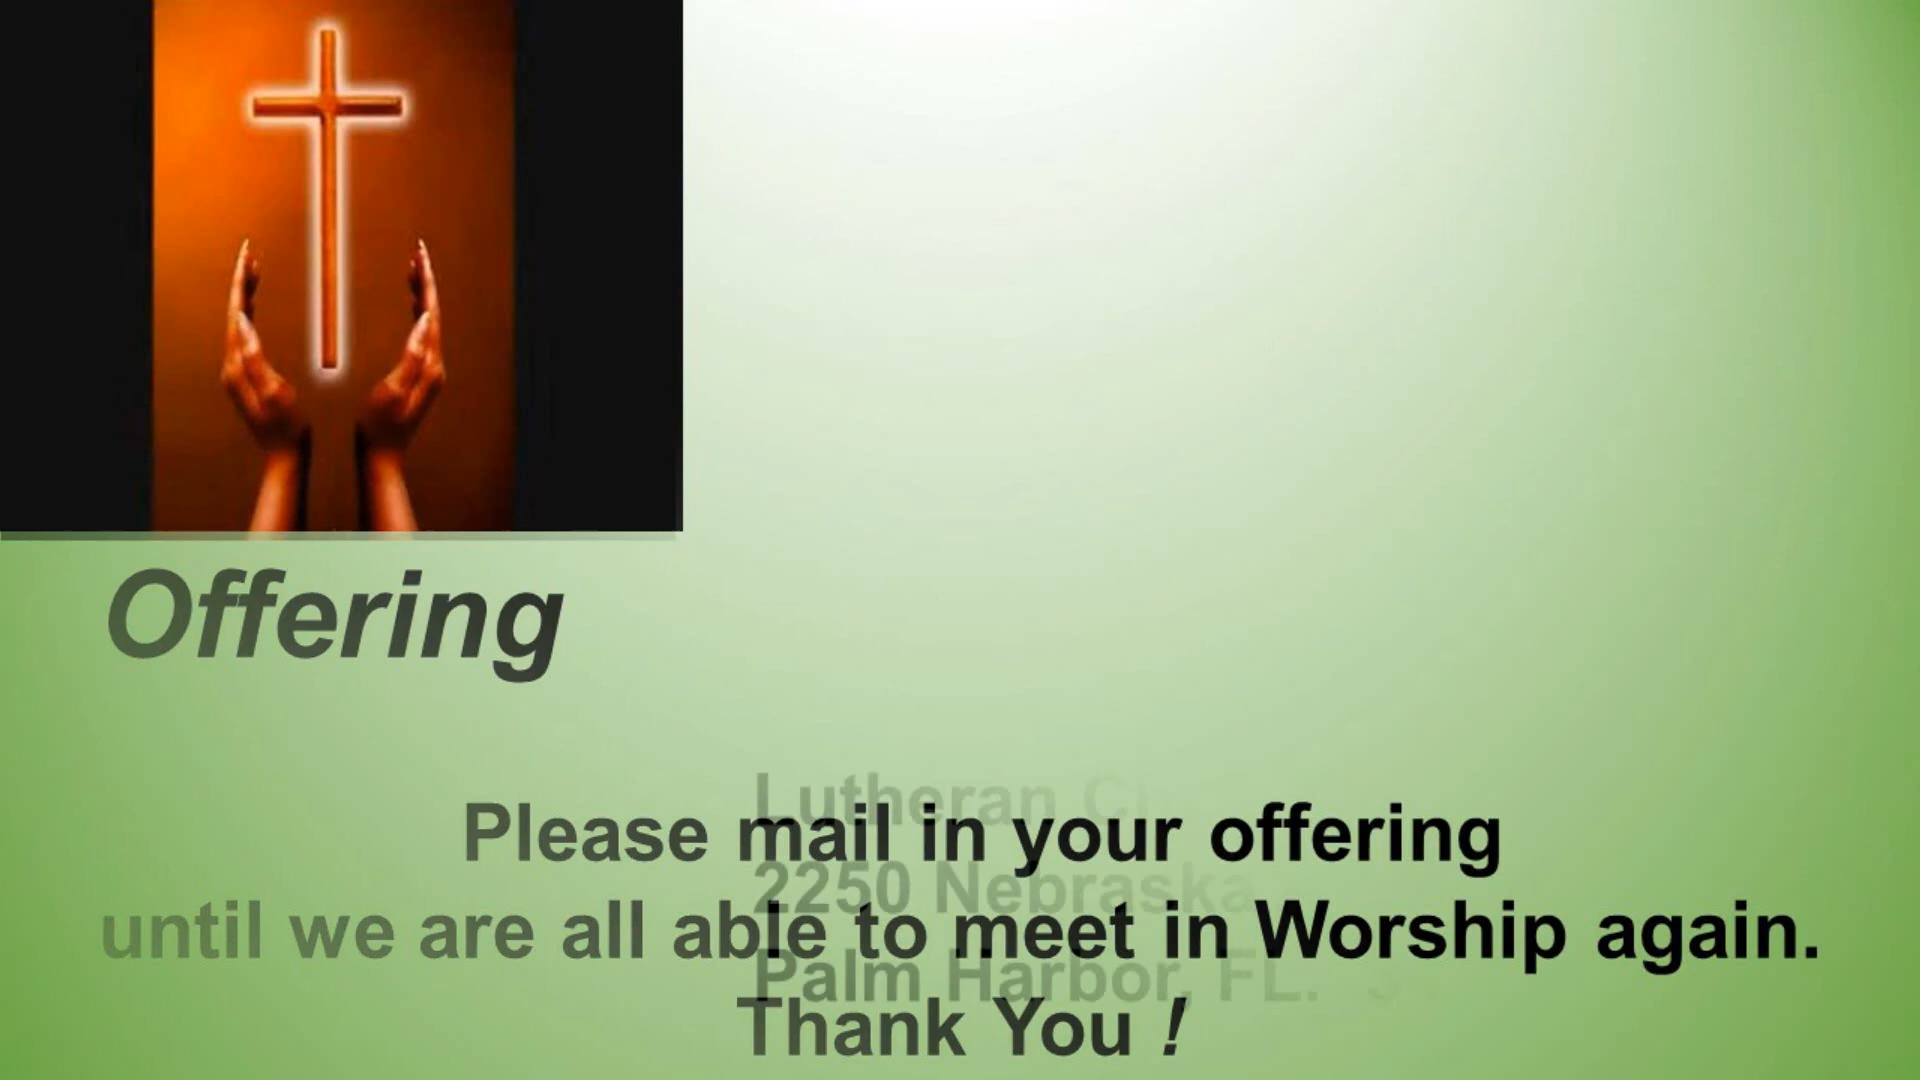 Offering
Lutheran
Please mail in your offering
2250 Nebraska
until we are all able to meet in Worship again.
Palm Harbor, FL.
Thank You !